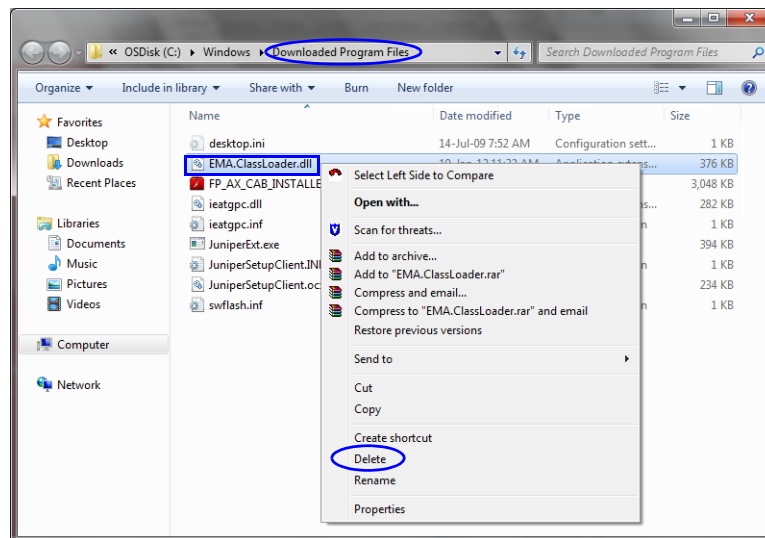 « OSDisk (C:) ▸ Windows ▸ Downloaded Program Files
Search Downloaded Program Files
Organize Include in library Share with Burn New folder
Name Date modified Type Size
Favorites
Desktop
Downloads
Recent Places
Libraries
Documents
Music
Pictures
Videos
Computer
Network
desktop.ini 14-Jul-09 7:52 AM Configuration sett... 1 KB
EMA.ClassLoader.dll 376 KB
FP_AX_CAB_INSTALLE 3,048 KB
ieatgpc.dll 282 KB
ieatgpc.inf 1 KB
JuniperExt.exe 394 KB
JuniperSetupClient.INI 1 KB
JuniperSetupClient.oc 234 KB
swflash.inf 1 KB
Select Left Side to Compare
Open with...
Scan for threats...
Add to archive...
Add to "EMA.ClassLoader.rar"
Compress and email...
Compress to "EMA.ClassLoader.rar" and email
Restore previous versions
Send to
Cut
Copy
Create shortcut
Delete
Rename
Properties